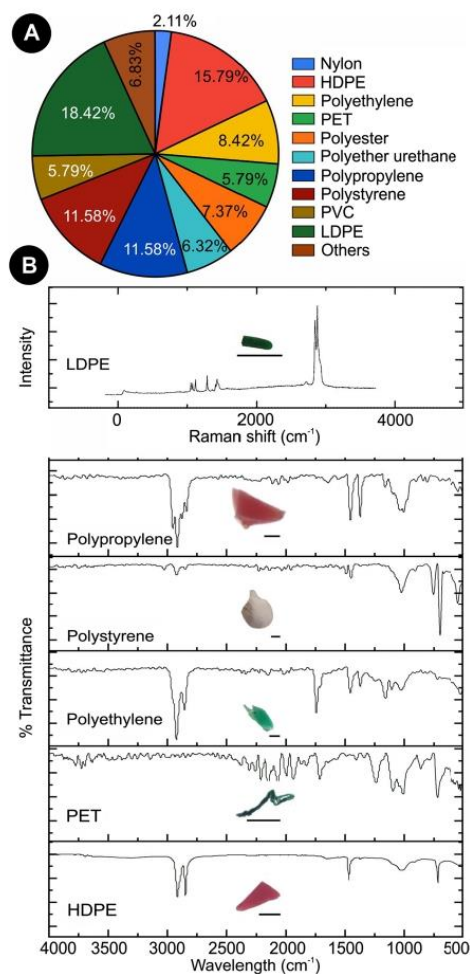 A
2.11%
15.79%
8.42%
5.79%
7.37%
6.32%
11.58%
11.58%
5.79%
18.42%
6.83%
Nylon
HDPE
Polyethylene
PET
Polyester
Polyether urethane
Polypropylene
Polystyrene
PVC
LDPE
Others
B
Intensity
LDPE
0 2000 4000
Raman shift (cm-1)
% Transmittance
Polypropylene
Polystyrene
Polyethylene
PET
HDPE
4000 3500 3000 2500 2000 1500 1000 500
Wavelength (cm-1)